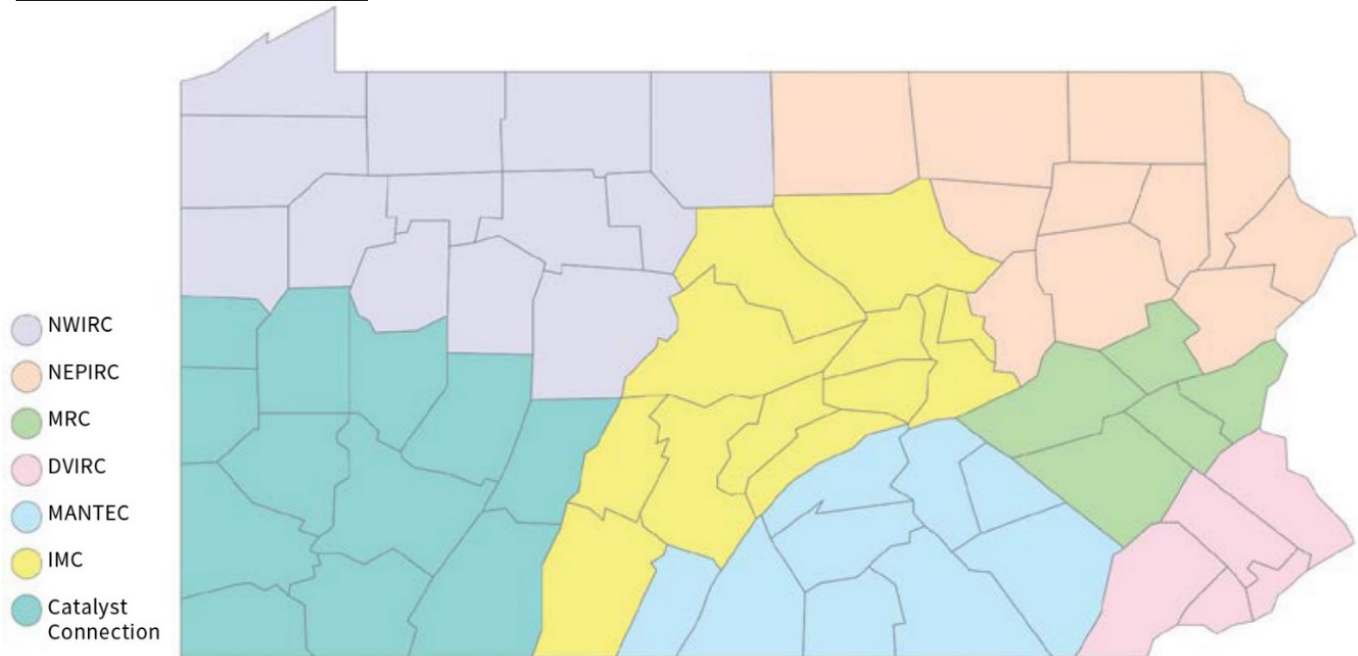 NWIRC
NEPIRC
MRC
DVIRC
MANTEC
IMC
Catalyst
Connection